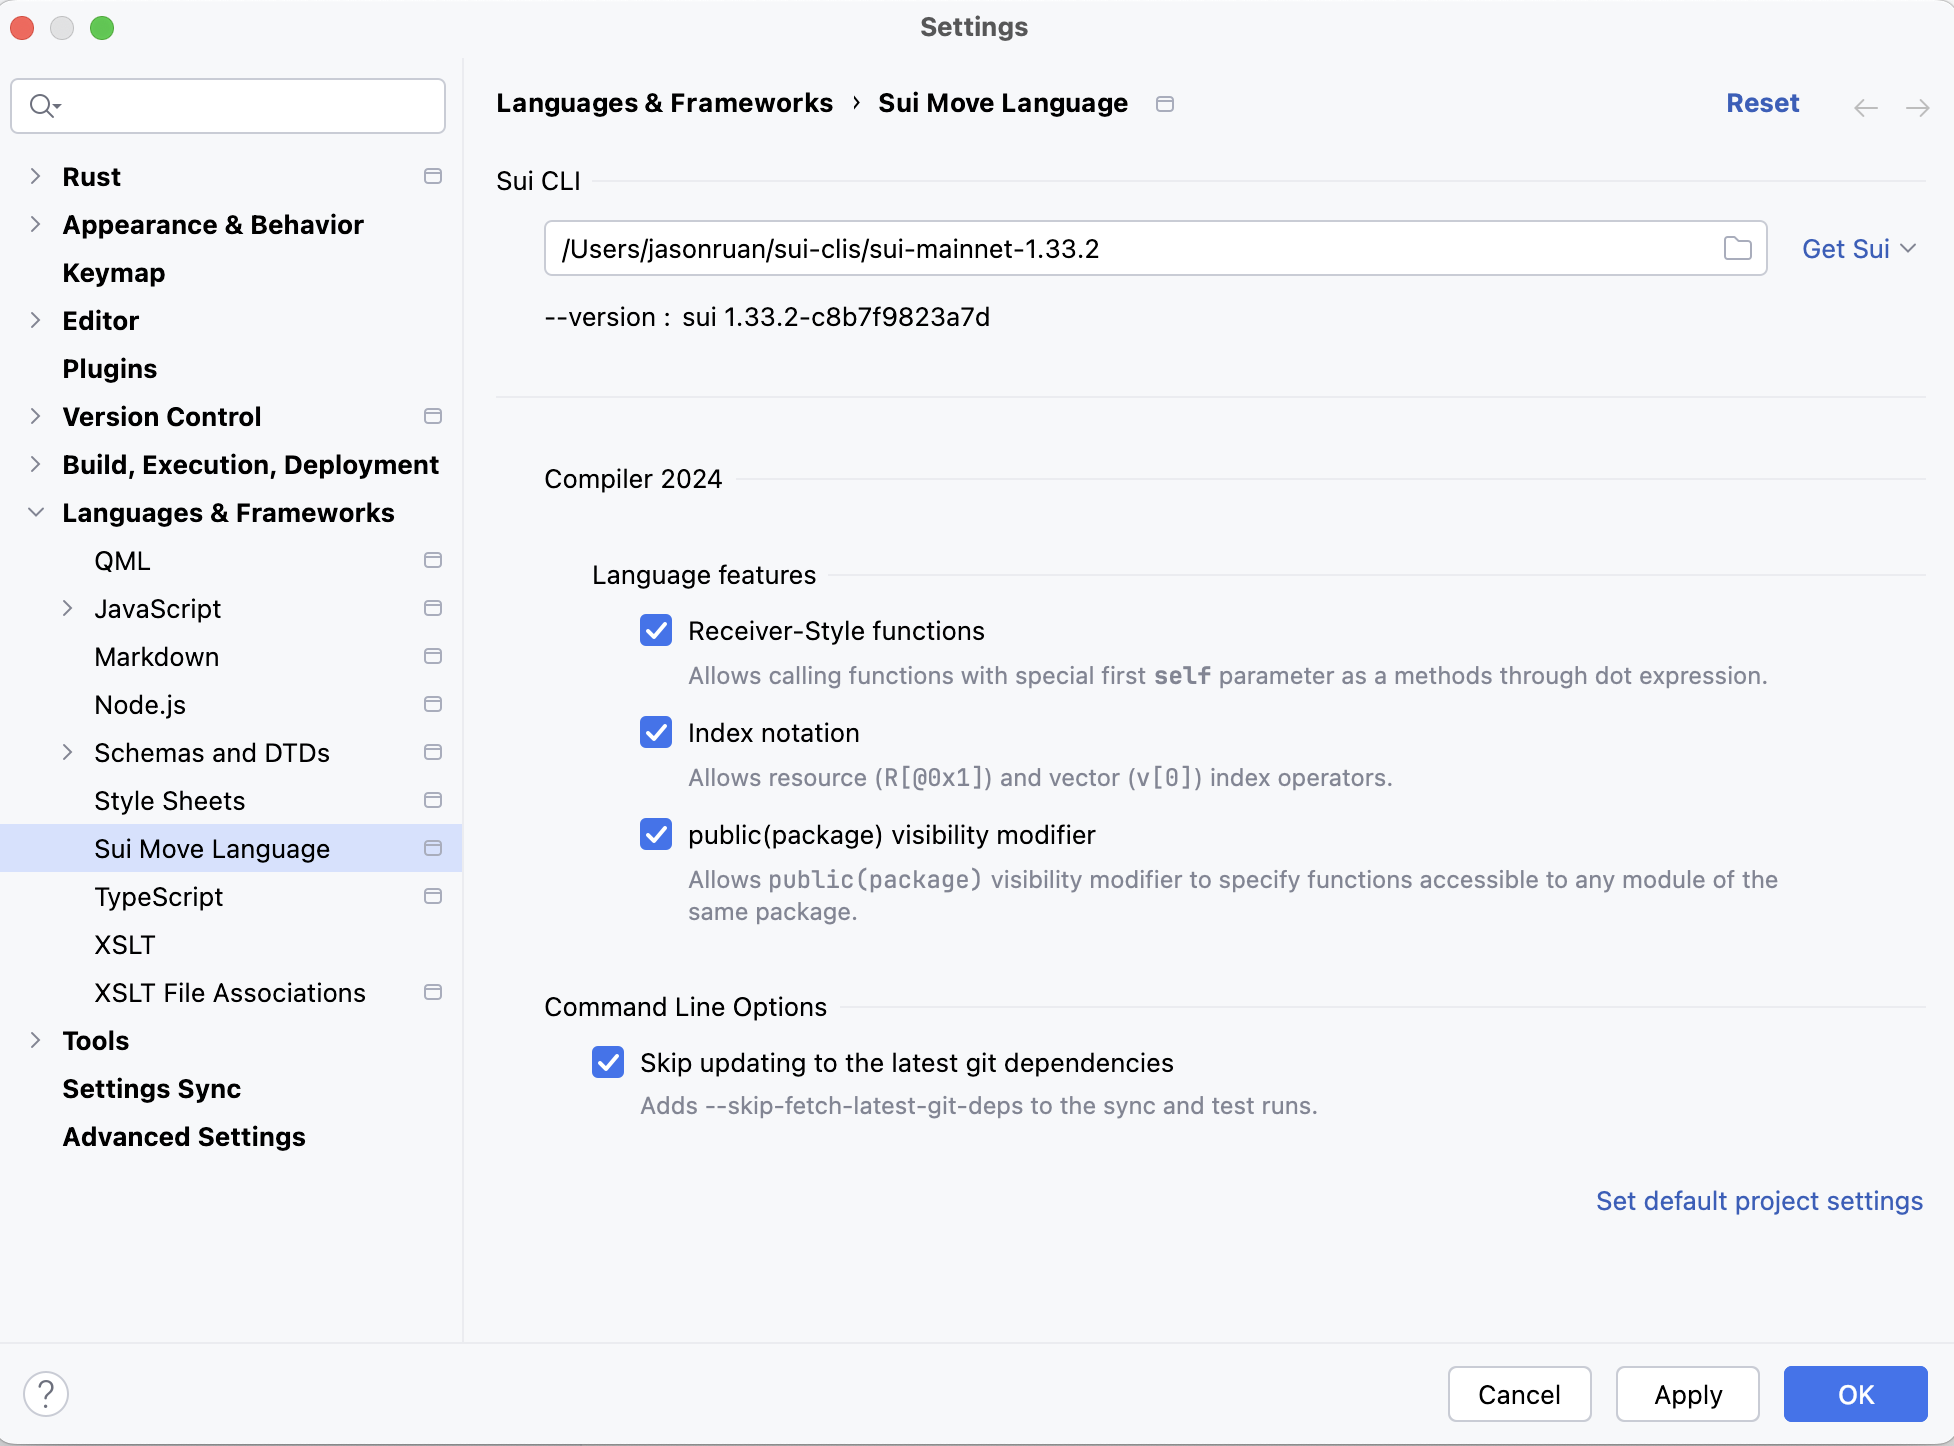 Settings
Rust
Appearance & Behavior
Keymap
Editor
Plugins
Version Control
Build, Execution, Deployment
Languages & Frameworks
QML
JavaScript
Markdown
Node.js
Schemas and DTDs
Style Sheets
Sui Move Language
TypeScript
XSLT
XSLT File Associations
Tools
Settings Sync
Advanced Settings
?
Languages & Frameworks › Sui Move Language
Reset
Sui CLI
/Users/jasonruan/sui-clis/sui-mainnet-1.33.2
Get Sui
--version : sui 1.33.2-c8b7f9823a7d
Compiler 2024
Language features
Receiver-Style functions
Allows calling functions with special first self parameter as a methods through dot expression.
Index notation
Allows resource (R[@0x1]) and vector (v[0]) index operators.
public(package) visibility modifier
Allows public(package) visibility modifier to specify functions accessible to any module of the
same package.
Command Line Options
Skip updating to the latest git dependencies
Adds --skip-fetch-latest-git-deps to the sync and test runs.
Set default project settings
Cancel
Apply
OK